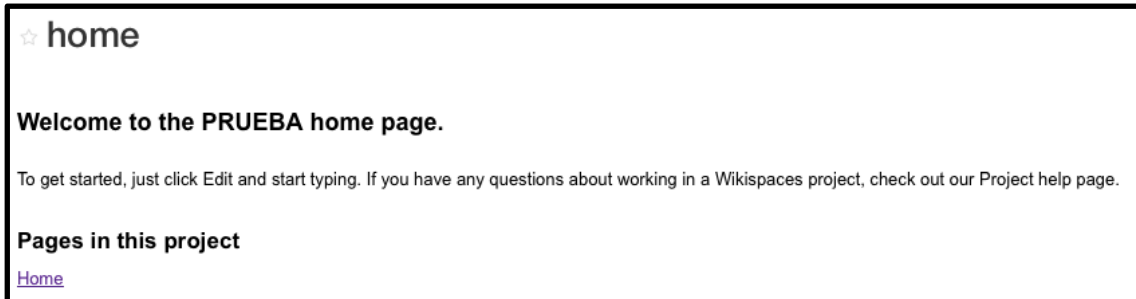 home
Welcome to the PRUEBA home page.
To get started, just click Edit and start typing. If you have any questions about working in a Wikispaces project, check out our Project help page.
Pages in this project
Home